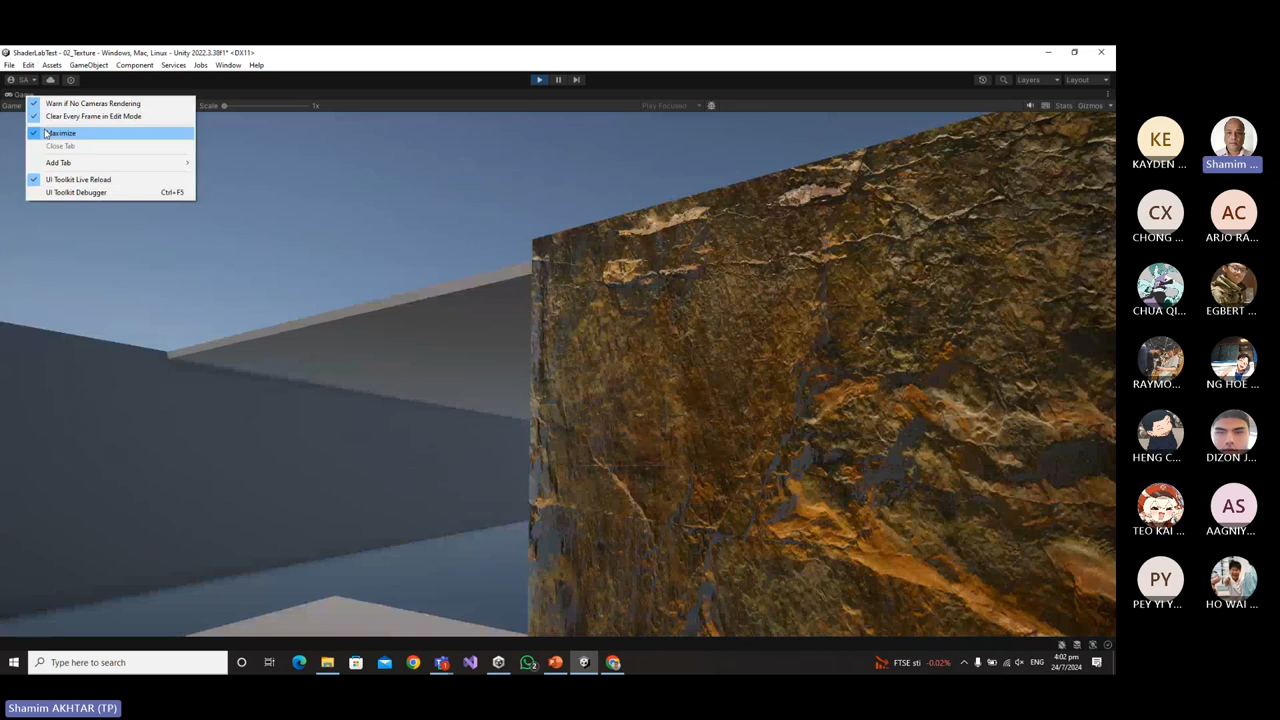 ShaderLabTest - 02_Texture - Windows, Mac, Linux - Unity 2022.3.38f1* <DX11>
File Edit Assets GameObject Component Services Jobs Window Help
SA Layers Layout
Game
Game Scale 1x Play Focused Stats Gizmos
Warn if No Cameras Rendering
Clear Every Frame in Edit Mode
Maximize
Close Tab
Add Tab
UI Toolkit Live Reload
UI Toolkit Debugger Ctrl+F5
KE
KAYDEN ...
Shamim ...
CX
CHONG ...
AC
ARJO RA...
CHUA QI...
EGBERT ...
RAYMO...
NG HOE ...
HENG C...
DIZON J...
TEO KAI ...
AS
AAGNIY...
PY
PEY YI Y...
HO WAI ...
Type here to search
2
FTSE sti -0.02%
ENG
4:02 pm
24/7/2024
Shamim AKHTAR (TP)